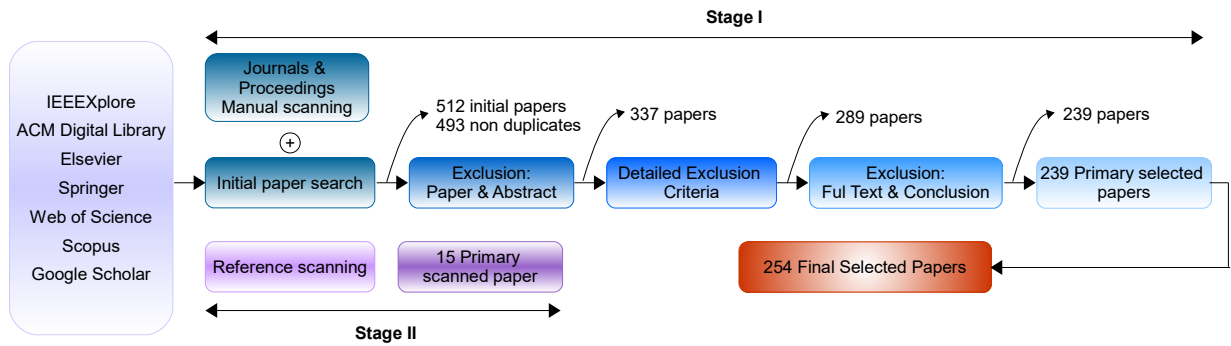 Stage I
IEEEXplore
ACM Digital Library
Elsevier
Springer
Web of Science
Scopus
Google Scholar
Journals &
Proceedings
Manual scanning
+
Initial paper search
512 initial papers
493 non duplicates
Exclusion:
Paper & Abstract
337 papers
Detailed Exclusion
Criteria
289 papers
Exclusion:
Ful Text & Conclusion
239 papers
239 Primary selected
papers
Reference scanning
15 Primary
scanned paper
254 Final Selected Papers
Stage II